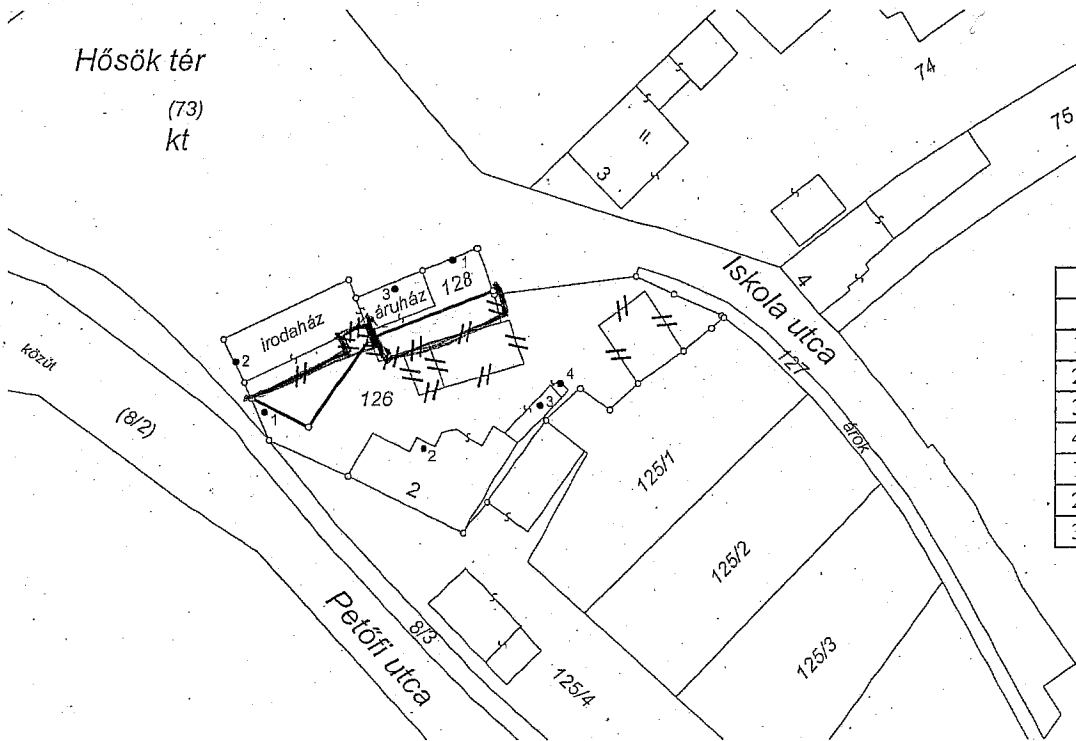 Hősök tér
(73)
kt
74
75
II.
3
Iskola utca
4
1
128
3
áruház
irodaház
2
közút
(8/2)
1
126
127
árok
4
3
2
2
125/1
125/2
125/3
125/4
8/3
Petőfi utca